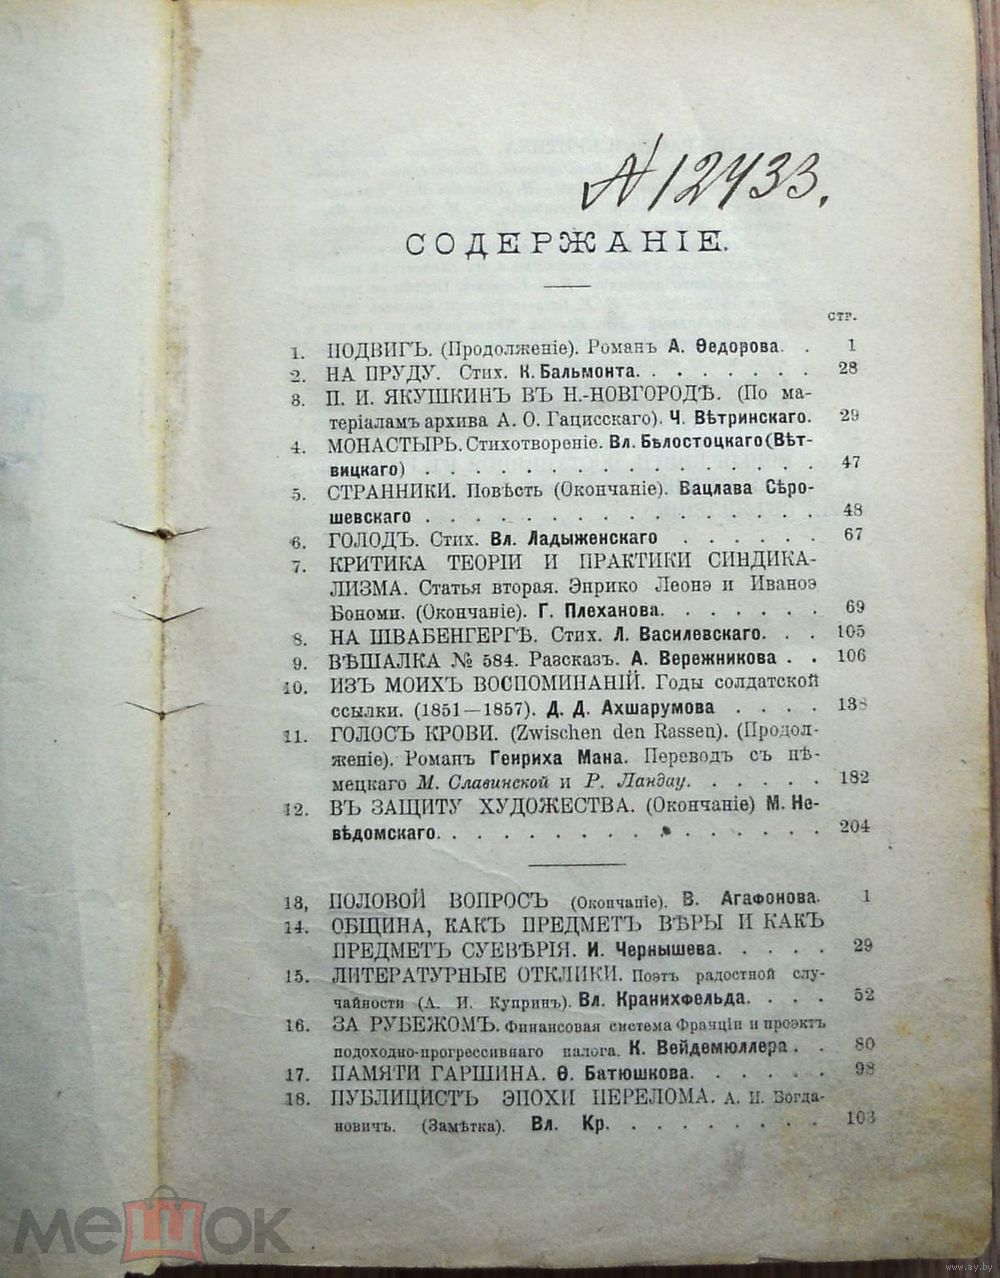 № 12433.
СОДЕРЖАНІЕ.
СТР.
1. ПОДВИГЪ. (Продолженіе). Романъ А. Ѳедорова. . 1
2. НА ПРУДУ. Стих. К. Бальмонта. . . . . . . . 28
3. П. И. ЯКУШКИНЪ ВЪ Н.-НОВГОРОДѢ. (По ма-
теріаламъ архива А. О. Гацисскаго). Ч. Вѣтринскаго. 29
4. МОНАСТЫРЬ. Стихотвореніе. Вл. Бѣлостоцкаго (Вѣт-
вицкаго) . . . . . . . . . . . . . . . . . 47
5. СТРАННИКИ. Повѣсть (Окончаніе). Вацлава Сѣро-
шевскаго . . . . . . . . . . . . . . . . . 48
6. ГОЛОДЪ. Стих. Вл. Ладыженскаго . . . . . . 67
7. КРИТИКА ТЕОРІИ И ПРАКТИКИ СИНДИКА-
ЛИЗМА. Статья вторая. Энрико Леонэ и Иваноэ
Бономи. (Окончаніе). Г. Плеханова. . . . . . . 69
8. НА ШВАБЕНГЕРГѢ. Стих. Л. Василевскаго. . . 105
9. ВѢШАЛКА № 584. Разсказъ. А. Вережникова . . 106
10. ИЗЪ МОИХЪ ВОСПОМИНАНІЙ. Годы солдатской
ссылки. (1851—1857). Д. Д. Ахшарумова . . . . 138
11. ГОЛОСЪ КРОВИ. (Zwischen den Rassen). (Продол-
женіе). Романъ Генриха Мана. Переводъ съ нѣ-
мецкаго М. Славинской и Р. Ландау. . . . . . 182
12. ВЪ ЗАЩИТУ ХУДОЖЕСТВА. (Окончаніе) М. Не-
вѣдомскаго. . . . . . . . . . . . . . . . 204
13, ПОЛОВОЙ ВОПРОСЪ (Окончаніе). В. Агафонова. 1
14. ОБЩИНА, КАКЪ ПРЕДМЕТЪ ВѢРЫ И КАКЪ
ПРЕДМЕТЪ СУЕВѢРІЯ. И. Чернышева. . . . . 29
15. ЛИТЕРАТУРНЫЕ ОТКЛИКИ. Поэтъ радостной слу-
чайности (А. И. Купринъ). Вл. Кранихфельда. . . . 52
16. ЗА РУБЕЖОМЪ. Финансовая система Франціи и проэктъ
подоходно-прогрессивнаго налога. К. Вейдемюллера . . 80
17. ПАМЯТИ ГАРШИНА. Ѳ. Батюшкова. . . . . . 98
18. ПУБЛИЦИСТЪ ЭПОХИ ПЕРЕЛОМА. А. И. Богда-
новичъ. (Замѣтка). Вл. Кр. . . . . . . . . 103
мешок
www.ay.by